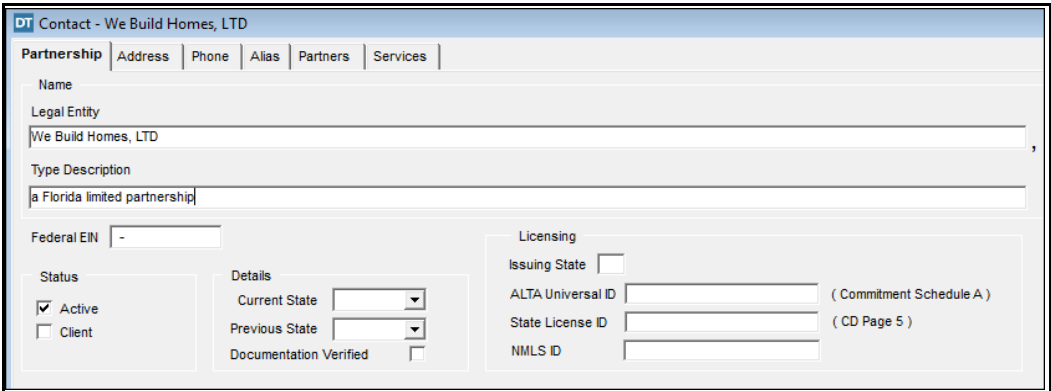 DT Contact - We Build Homes, LTD
Partnership Address Phone Alias Partners Services
Name
Legal Entity
We Build Homes, LTD
,
Type Description
a Florida limited partnership
Federal EIN -
Licensing
Issuing State
ALTA Universal ID ( Commitment Schedule A )
State License ID ( CD Page 5 )
NMLS ID
Status
Active
Client
Details
Current State
Previous State
Documentation Verified